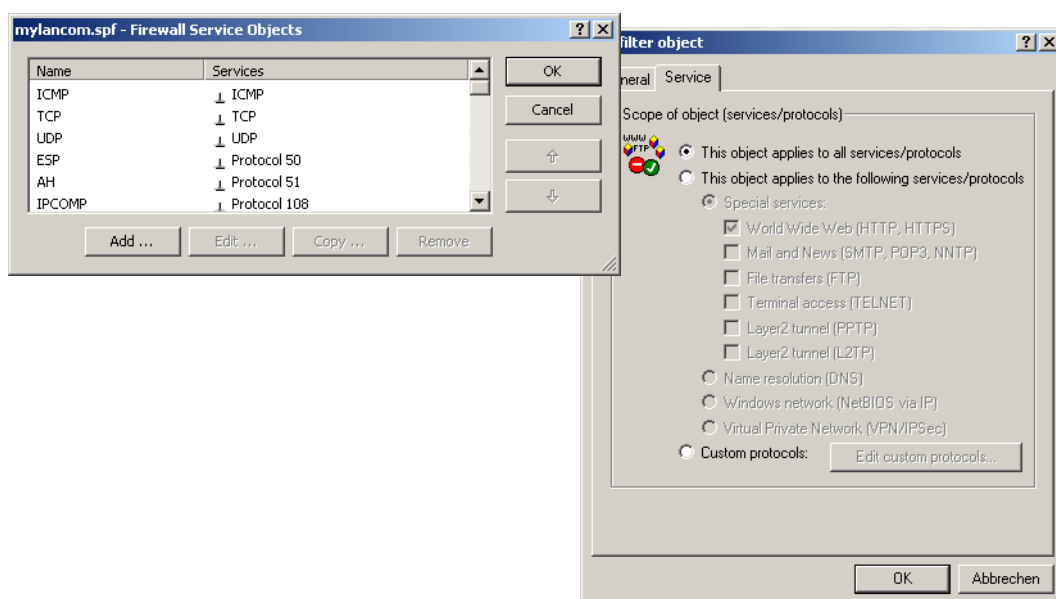 mylancom.spf - Firewall Service Objects
Name Services
ICMP ICMP
TCP TCP
UDP UDP
ESP Protocol 50
AH Protocol 51
IPCOMP Protocol 108
OK
Cancel
Add ... Edit ... Copy ... Remove
filter object
neral Service
Scope of object (services/protocols)
WWW
FTP
This object applies to all services/protocols
This object applies to the following services/protocols
Special services:
World Wide Web (HTTP, HTTPS)
Mail and News (SMTP, POP3, NNTP)
File transfers (FTP)
Terminal access (TELNET)
Layer2 tunnel (PPTP)
Layer2 tunnel (L2TP)
Name resolution (DNS)
Windows network (NetBIOS via IP)
Virtual Private Network (VPN/IPSec)
Custom protocols: Edit custom protocols...
OK Abbrechen